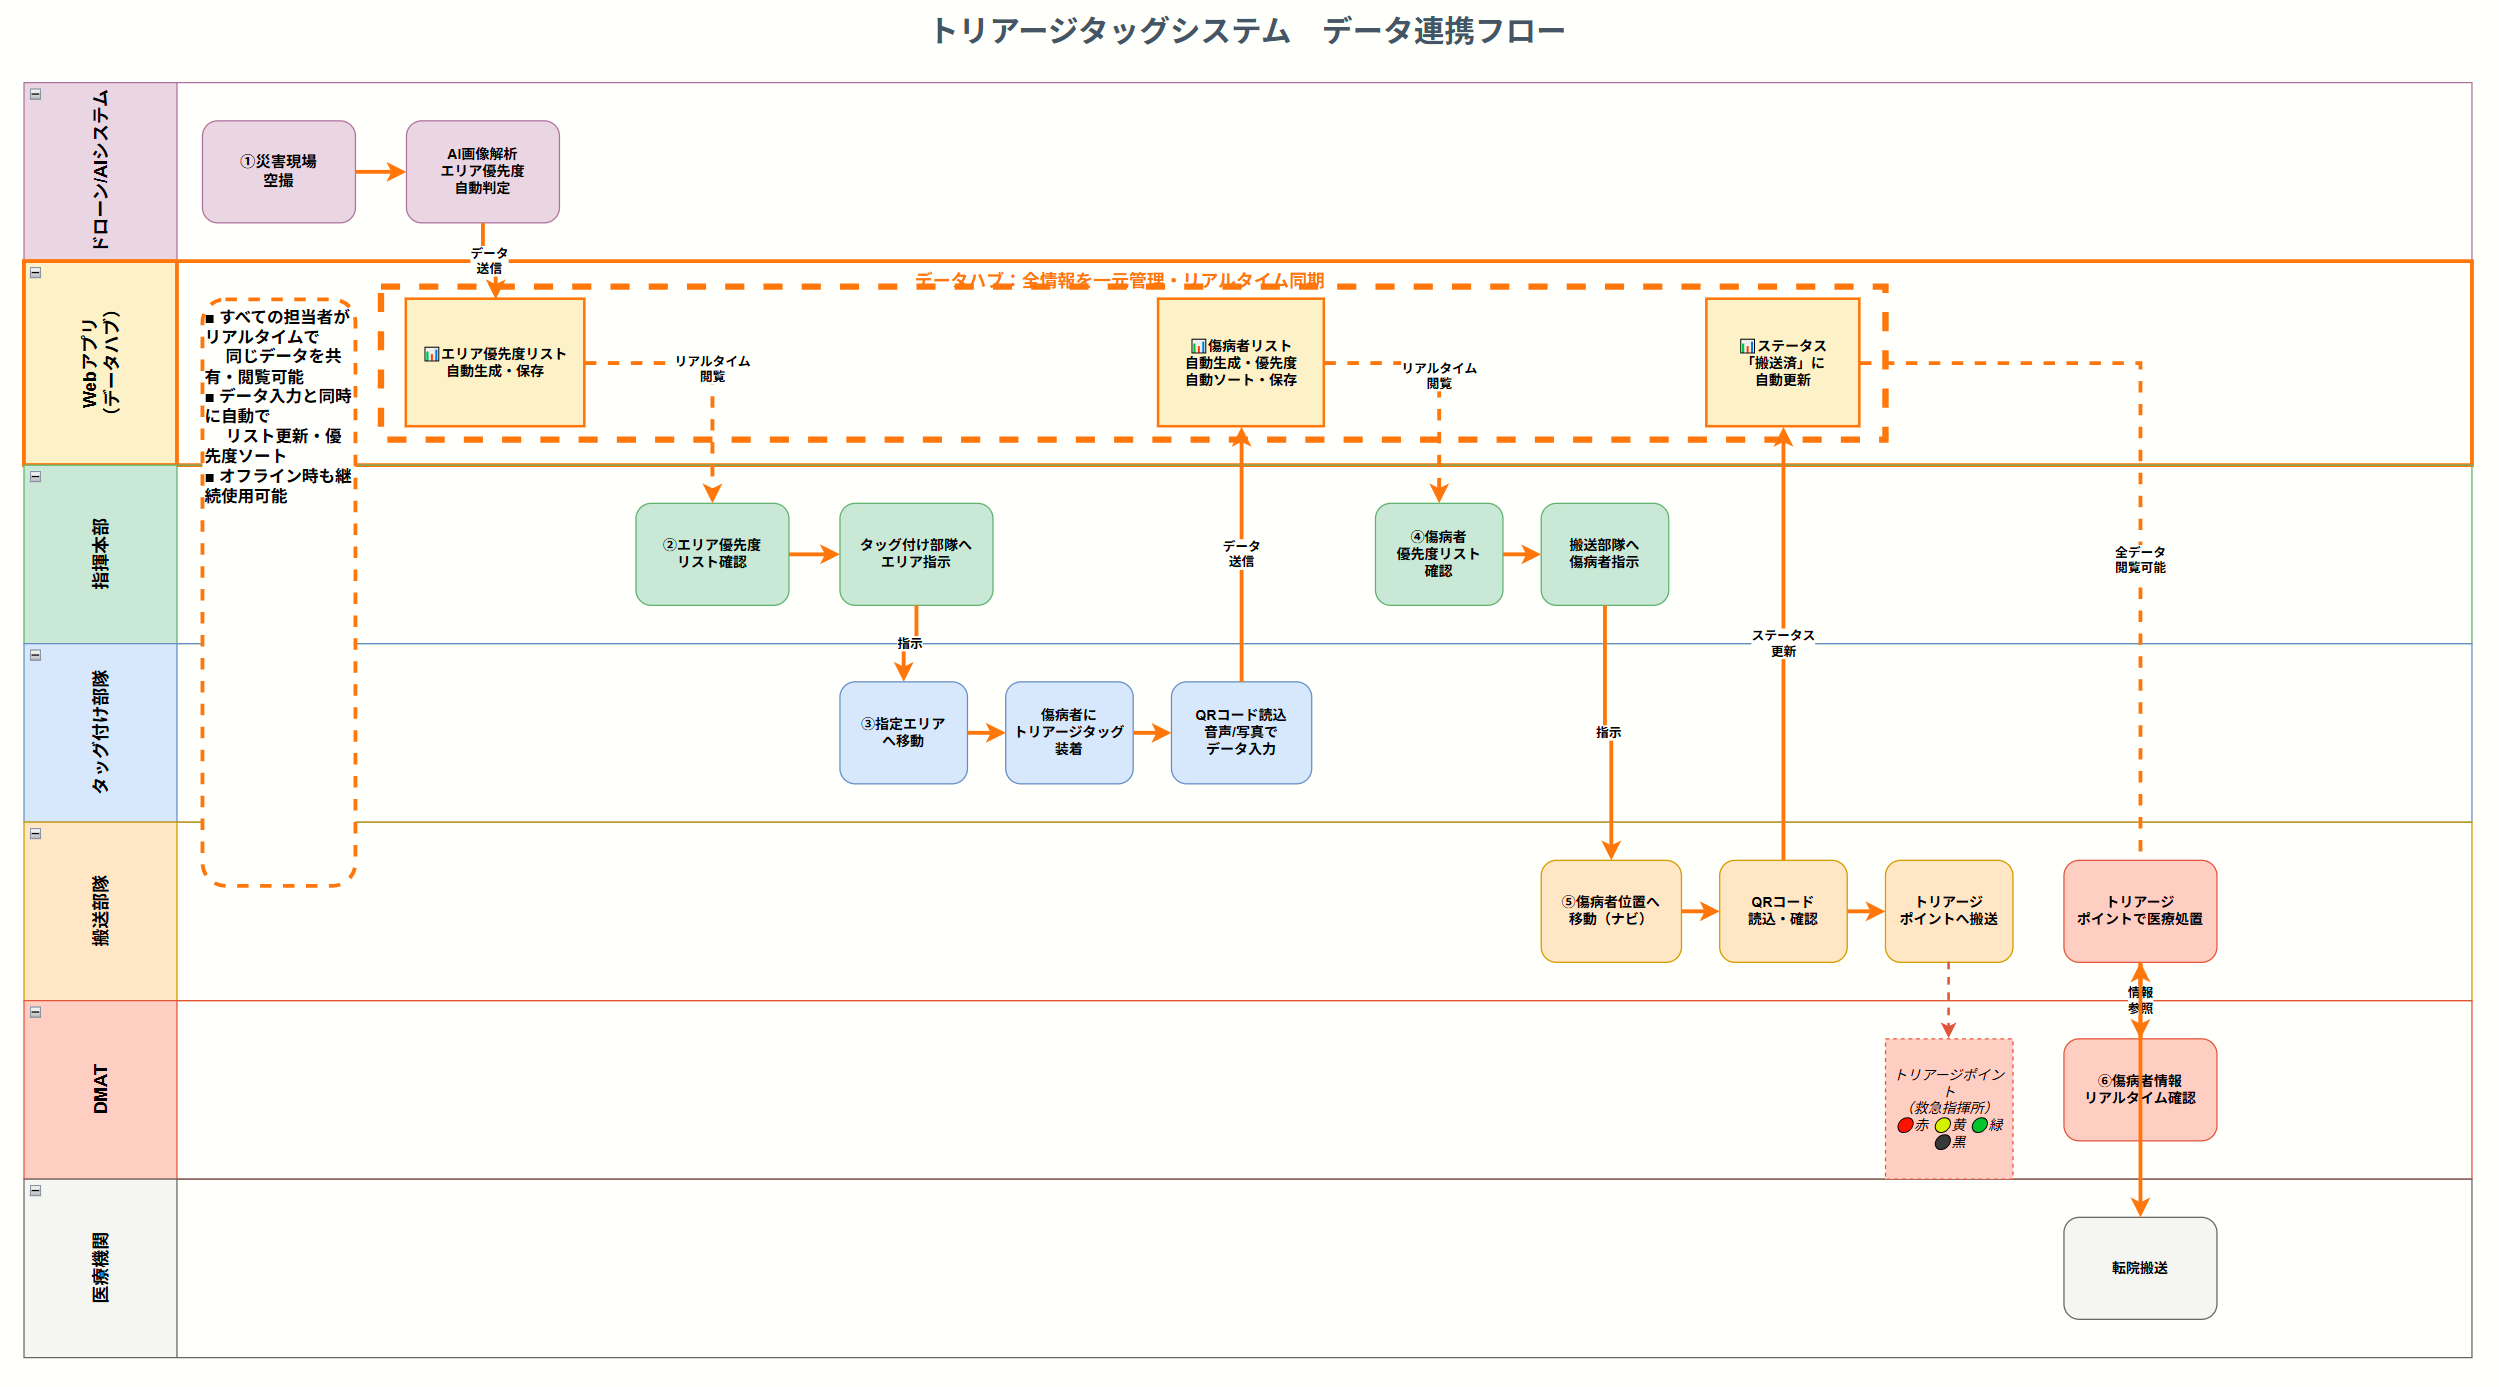 トリアージタッグシステム　データ連携フロー
ドローン/AIシステム
①災害現場
空撮
AI画像解析
エリア優先度
自動判定
データ
送信
Webアプリ
（データハブ）
データハブ：全情報を一元管理・リアルタイム同期
■ すべての担当者が
リアルタイムで
同じデータを共
有・閲覧可能
■ データ入力と同時
に自動で
リスト更新・優
先度ソート
■ オフライン時も継
続使用可能
📊エリア優先度リスト
自動生成・保存
リアルタイム
閲覧
📊傷病者リスト
自動生成・優先度
自動ソート・保存
リアルタイム
閲覧
📊ステータス
「搬送済」に
自動更新
指揮本部
②エリア優先度
リスト確認
タッグ付け部隊へ
エリア指示
データ
送信
④傷病者
優先度リスト
確認
搬送部隊へ
傷病者指示
全データ
閲覧可能
指示
ステータス
更新
タッグ付け部隊
③指定エリア
へ移動
傷病者に
トリアージタッグ
装着
QRコード読込
音声/写真で
データ入力
指示
搬送部隊
⑤傷病者位置へ
移動（ナビ）
QRコード
読込・確認
トリアージ
ポイントへ搬送
トリアージ
ポイントで医療処置
情報
参照
DMAT
トリアージポイン
ト
（救急指揮所）
🔴赤 🟡黄 🟢緑
⚫黒
⑥傷病者情報
リアルタイム確認
医療機関
転院搬送